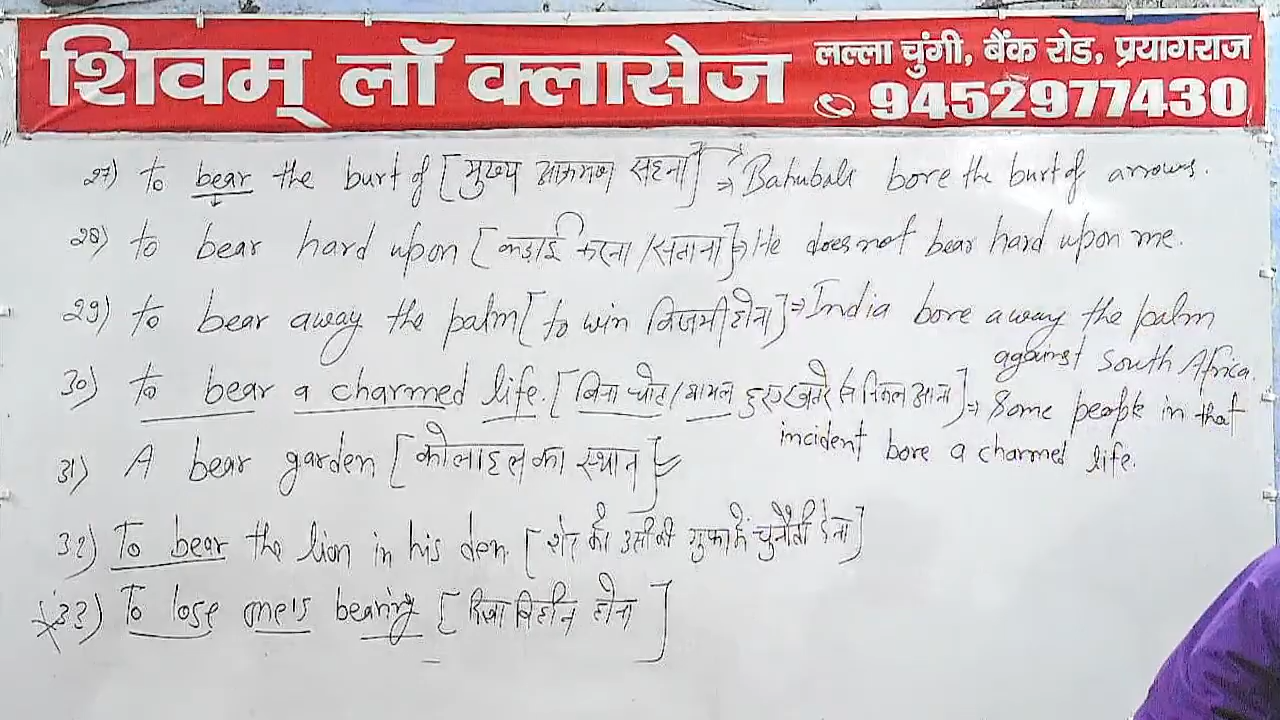 शिवम् लॉ क्लासेज
लल्ला चुंगी, बैंक रोड, प्रयागराज
9452977430
27) To bear the burt of [मुख्य आक्रमण सहना] → Bahubali bore the burt of arrows.
28) To bear hard upon [कड़ाई करना/सताना] → He does not bear hard upon me.
29) To bear away the palm [to win विजयी होना] → India bore away the palm
against South Africa.
30) To bear a charmed life. [बिना चोट/घायल हुए खतरे से निकल आना] → Some people in that
incident bore a charmed life.
31) A bear garden [कोलाहल का स्थान]
32) To bear the lion in his den [शेर को उसी की गुफा में चुनौती देना]
33) To lose one's bearing [दिशा विहीन होना]